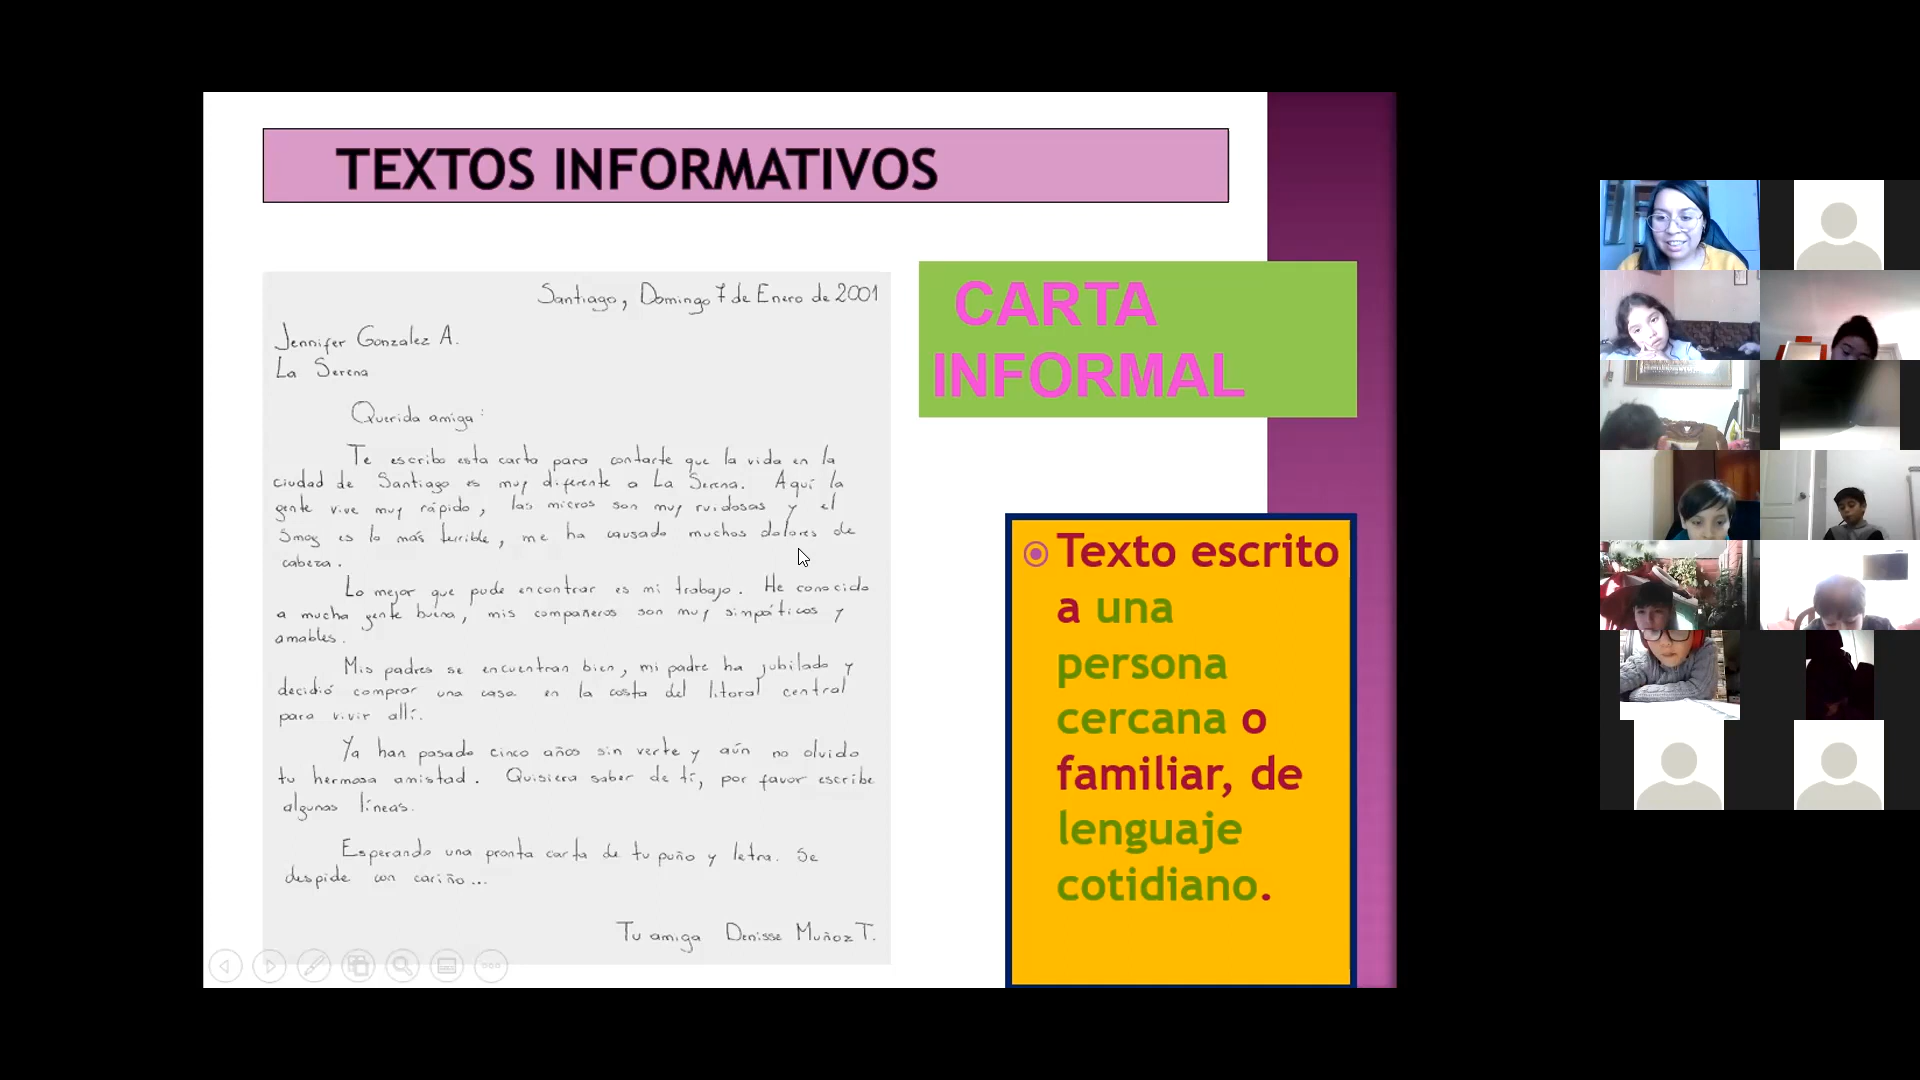 TEXTOS INFORMATIVOS
Santiago, Domingo 7 de Enero de 2001
Jennifer Gonzalez A.
La Serena
Querida amiga:
Te escribo esta carta para contarte que la vida en la
ciudad de Santiago es muy diferente a La Serena. Aquí la
gente vive muy rápido, las micros son muy ruidosas y el
Smog es lo más terrible, me ha causado muchos dolores de
cabeza.
Lo mejor que pude encontrar es mi trabajo. He conocido
a mucha gente buena, mis compañeros son muy simpáticos y
amables.
Mis padres se encuentran bien, mi padre ha jubilado y
decidió comprar una casa en la costa del litoral central
para vivir allí.
Ya han pasado cinco años sin verte y aún no olvido
tu hermosa amistad. Quisiera saber de tí, por favor escribe
algunas líneas.
Esperando una pronta carta de tu puño y letra. Se
despide con cariño...
Tu amiga Denisse Muñoz T.
CARTA
INFORMAL
Texto escrito
a una
persona
cercana o
familiar, de
lenguaje
cotidiano.